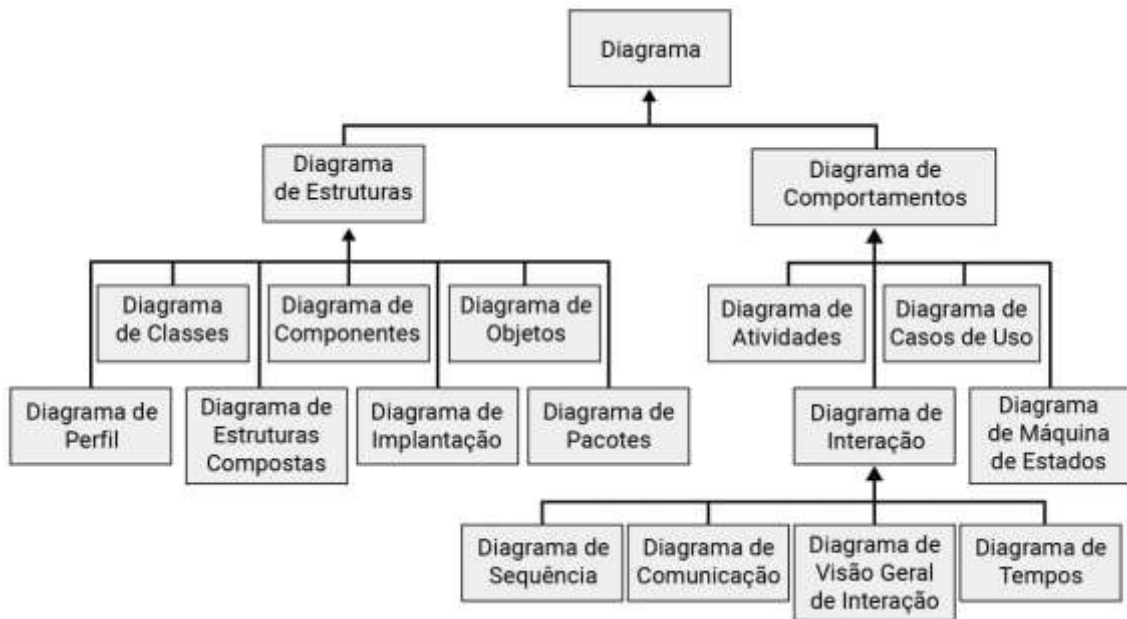 Diagrama
Diagrama
de Estruturas
Diagrama de
Comportamentos
Diagrama
de Classes
Diagrama de
Componentes
Diagrama de
Objetos
Diagrama de
Atividades
Diagrama de
Casos de Uso
Diagrama de
Perfil
Diagrama de
Estruturas
Compostas
Diagrama de
Implantação
Diagrama de
Pacotes
Diagrama de
Interação
Diagrama
de Máquina
de Estados
Diagrama de
Sequência
Diagrama de
Comunicação
Diagrama de
Visão Geral
de Interação
Diagrama de
Tempos